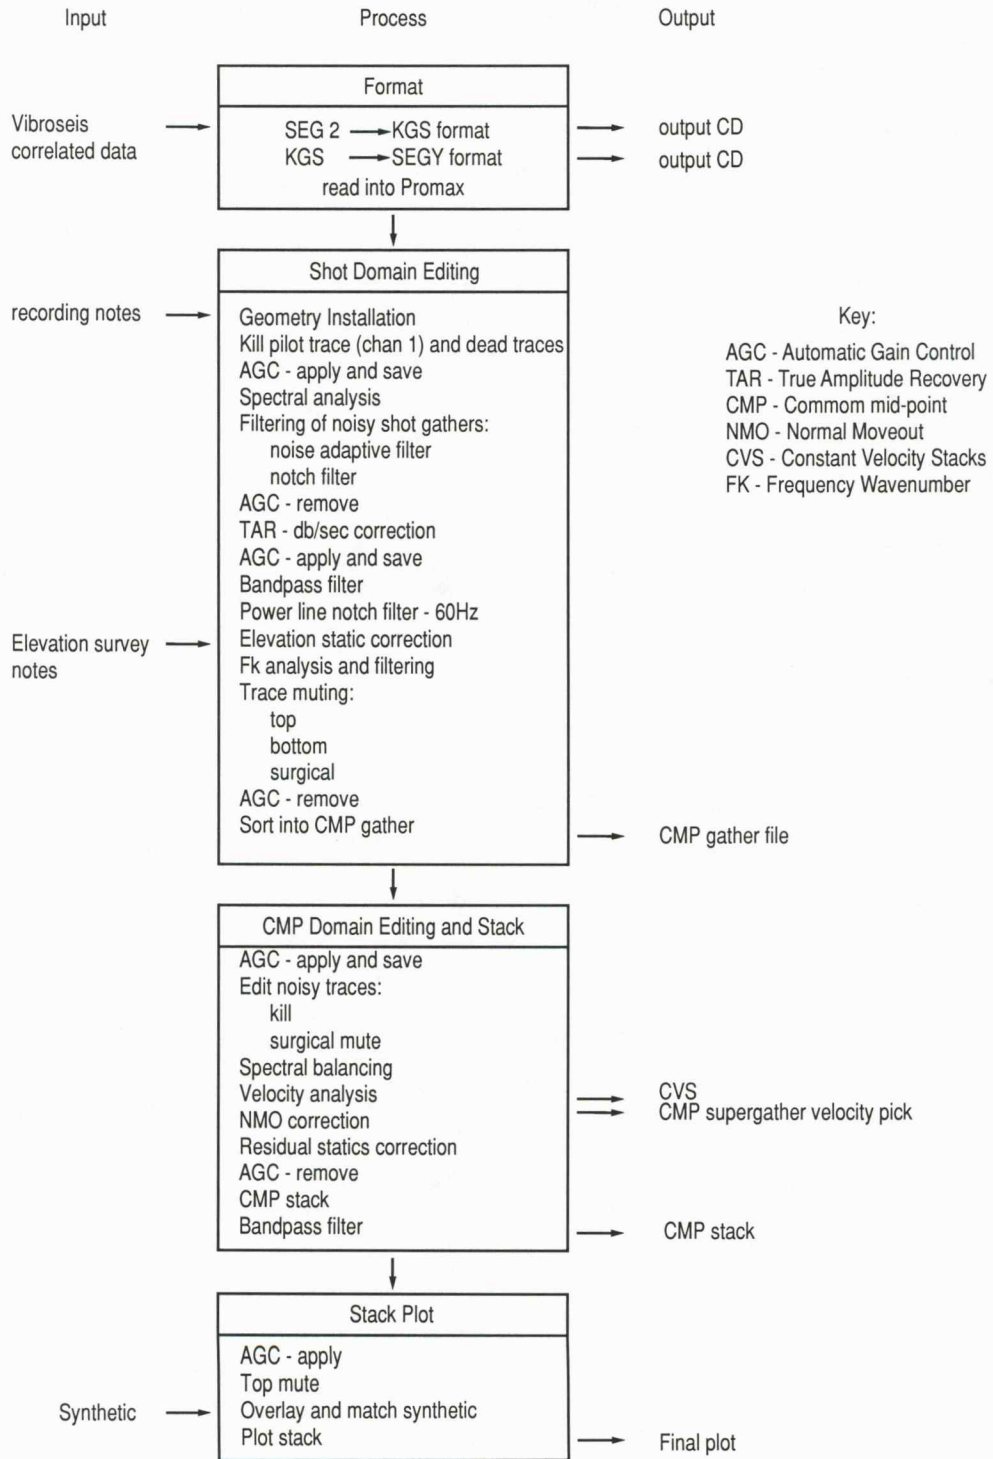 Input Process Output
Format
Vibroseis
correlated data
SEG 2 → KGS format
KGS → SEGY format
read into Promax
output CD
output CD
Shot Domain Editing
recording notes
Geometry Installation
Kill pilot trace (chan 1) and dead traces
AGC - apply and save
Spectral analysis
Filtering of noisy shot gathers:
noise adaptive filter
notch filter
AGC - remove
TAR - db/sec correction
AGC - apply and save
Bandpass filter
Power line notch filter - 60Hz
Elevation survey
notes
Elevation static correction
Fk analysis and filtering
Trace muting:
top
bottom
surgical
AGC - remove
Sort into CMP gather
CMP gather file
Key:
AGC - Automatic Gain Control
TAR - True Amplitude Recovery
CMP - Commom mid-point
NMO - Normal Moveout
CVS - Constant Velocity Stacks
FK - Frequency Wavenumber
CMP Domain Editing and Stack
AGC - apply and save
Edit noisy traces:
kill
surgical mute
Spectral balancing
Velocity analysis
NMO correction
Residual statics correction
AGC - remove
CMP stack
Bandpass filter
CVS
CMP supergather velocity pick
CMP stack
Stack Plot
AGC - apply
Top mute
Synthetic
Overlay and match synthetic
Plot stack
Final plot